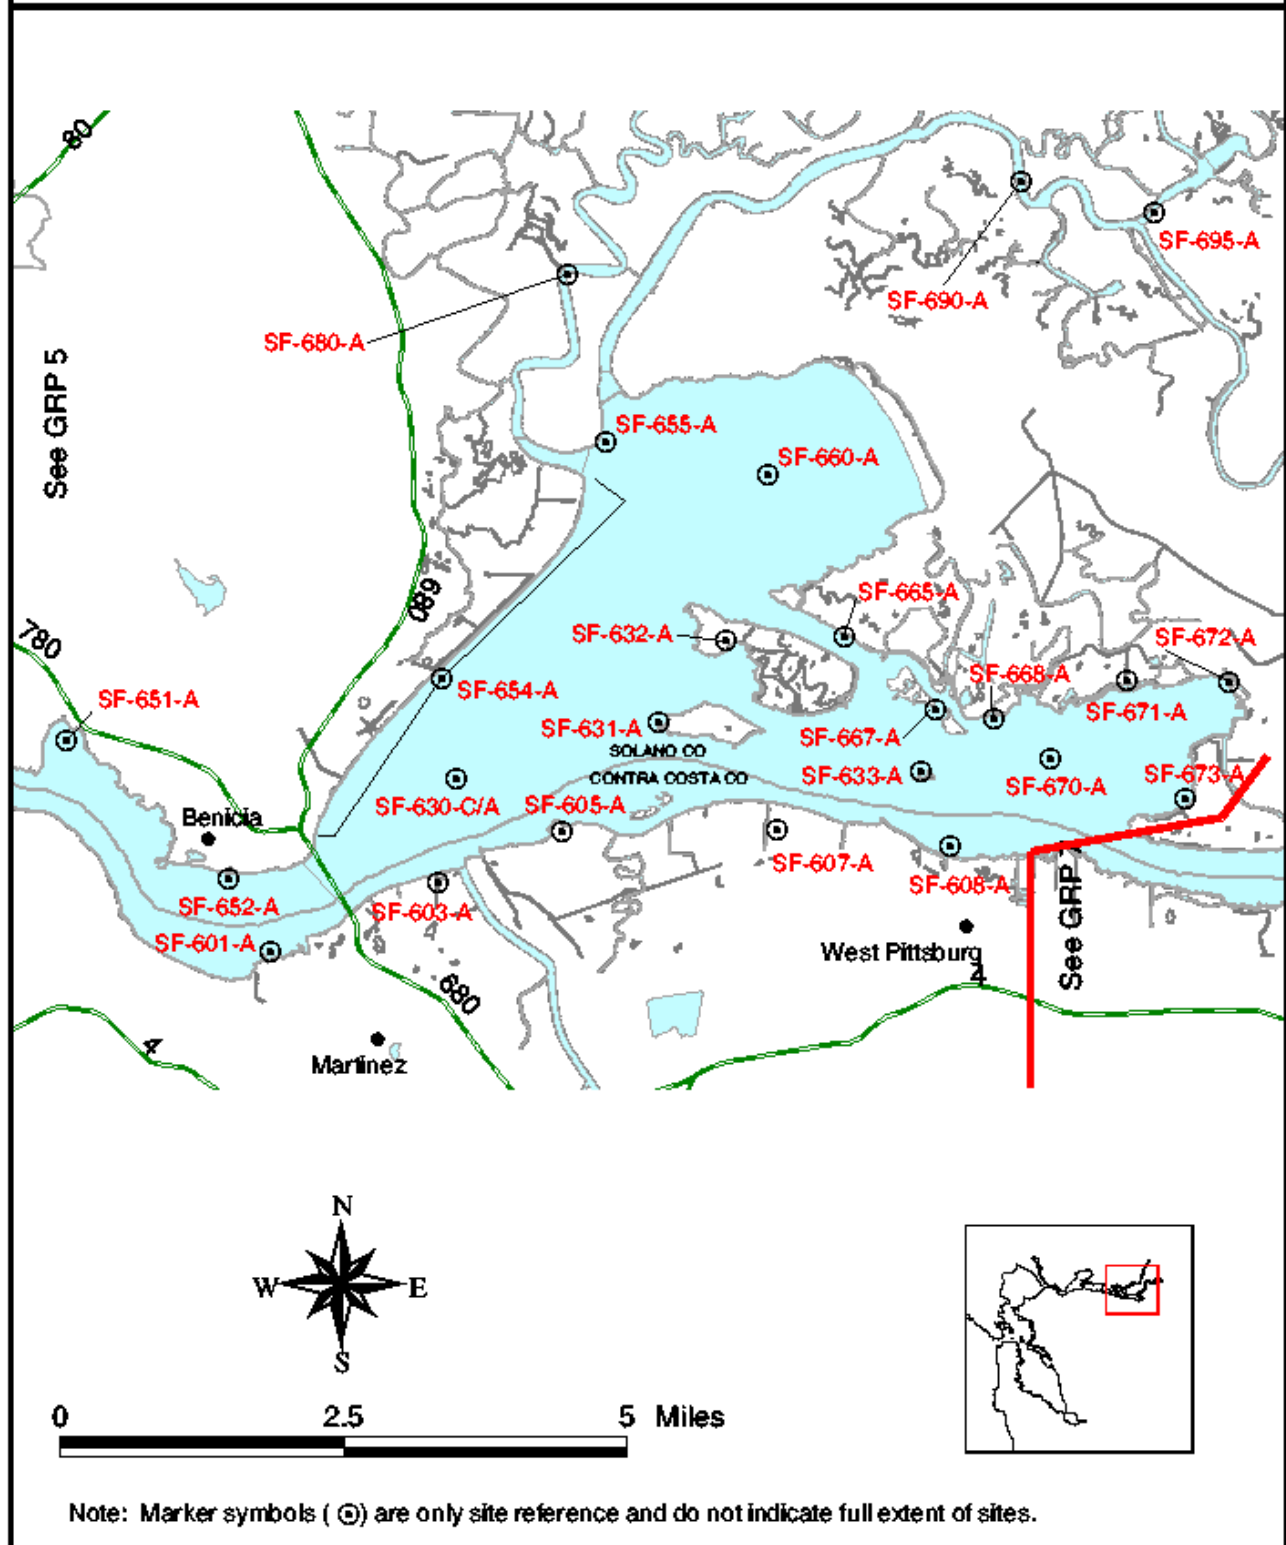 80
SF-695-A
SF-690-A
SF-680-A
See GRP 5
SF-655-A
SF-660-A
680
SF-665-A
780
SF-632-A
SF-672-A
SF-668-A
SF-654-A
SF-651-A
SF-671-A
SF-631-A
SF-667-A
SOLANO CO
CONTRA COSTA CO
SF-633-A
SF-670-A
SF-673-A
SF-630-C/A
SF-605-A
Benicia
SF-607-A
SF-608-A
SF-652-A
SF-603-A
SF-601-A
West Pittsburg
See GRP
4
680
4
Martinez
N
W
E
S
0
2.5
5 Miles
Note: Marker symbols ( ) are only site reference and do not indicate full extent of sites.